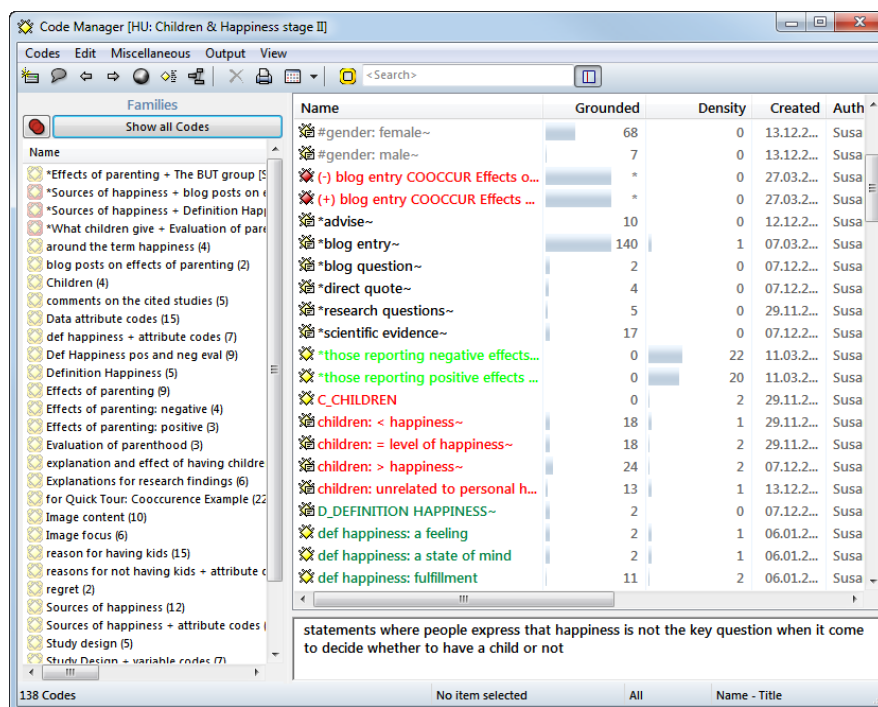 Code Manager [HU: Children & Happiness stage II]
Codes Edit Miscellaneous Output View
<Search>
Families
Show all Codes
Name
*Effects of parenting + The BUT group [S
*Sources of happiness + blog posts on e
*Sources of happiness + Definition Hap
*What children give + Evaluation of pare
around the term happiness (4)
blog posts on effects of parenting (2)
Children (4)
comments on the cited studies (5)
Data attribute codes (15)
def happiness + attribute codes (7)
Def Happiness pos and neg eval (9)
Definition Happiness (5)
Effects of parenting (9)
Effects of parenting: negative (4)
Effects of parenting: positive (3)
Evaluation of parenthood (3)
explanation and effect of having childre
Explanations for research findings (6)
for Quick Tour: Cooccurence Example (22
Image content (10)
Image focus (6)
reason for having kids (15)
reasons for not having kids + attribute c
regret (2)
Sources of happiness (12)
Sources of happiness + attribute codes (
Study design (5)
Study Design + variable codes (7)
Name Grounded Density Created Auth
#gender: female~ 68 0 13.12.2... Susa
#gender: male~ 7 0 13.12.2... Susa
(-) blog entry COOCCUR Effects o... * 0 27.03.2... Susa
(+) blog entry COOCCUR Effects ... * 0 27.03.2... Susa
*advise~ 10 0 12.12.2... Susa
*blog entry~ 140 1 07.03.2... Susa
*blog question~ 2 0 07.12.2... Susa
*direct quote~ 4 0 07.12.2... Susa
*research questions~ 5 0 29.11.2... Susa
*scientific evidence~ 17 0 07.12.2... Susa
*those reporting negative effects... 0 22 11.03.2... Susa
*those reporting positive effects ... 0 20 11.03.2... Susa
C_CHILDREN 0 2 29.11.2... Susa
children: < happiness~ 18 1 29.11.2... Susa
children: = level of happiness~ 18 2 29.11.2... Susa
children: > happiness~ 24 2 07.12.2... Susa
children: unrelated to personal h... 13 1 13.12.2... Susa
D_DEFINITION HAPPINESS~ 2 0 07.12.2... Susa
def happiness: a feeling 2 1 06.01.2... Susa
def happiness: a state of mind 2 1 06.01.2... Susa
def happiness: fulfillment 11 2 06.01.2... Susa
statements where people express that happiness is not the key question when it come
to decide whether to have a child or not
138 Codes No item selected All Name - Title